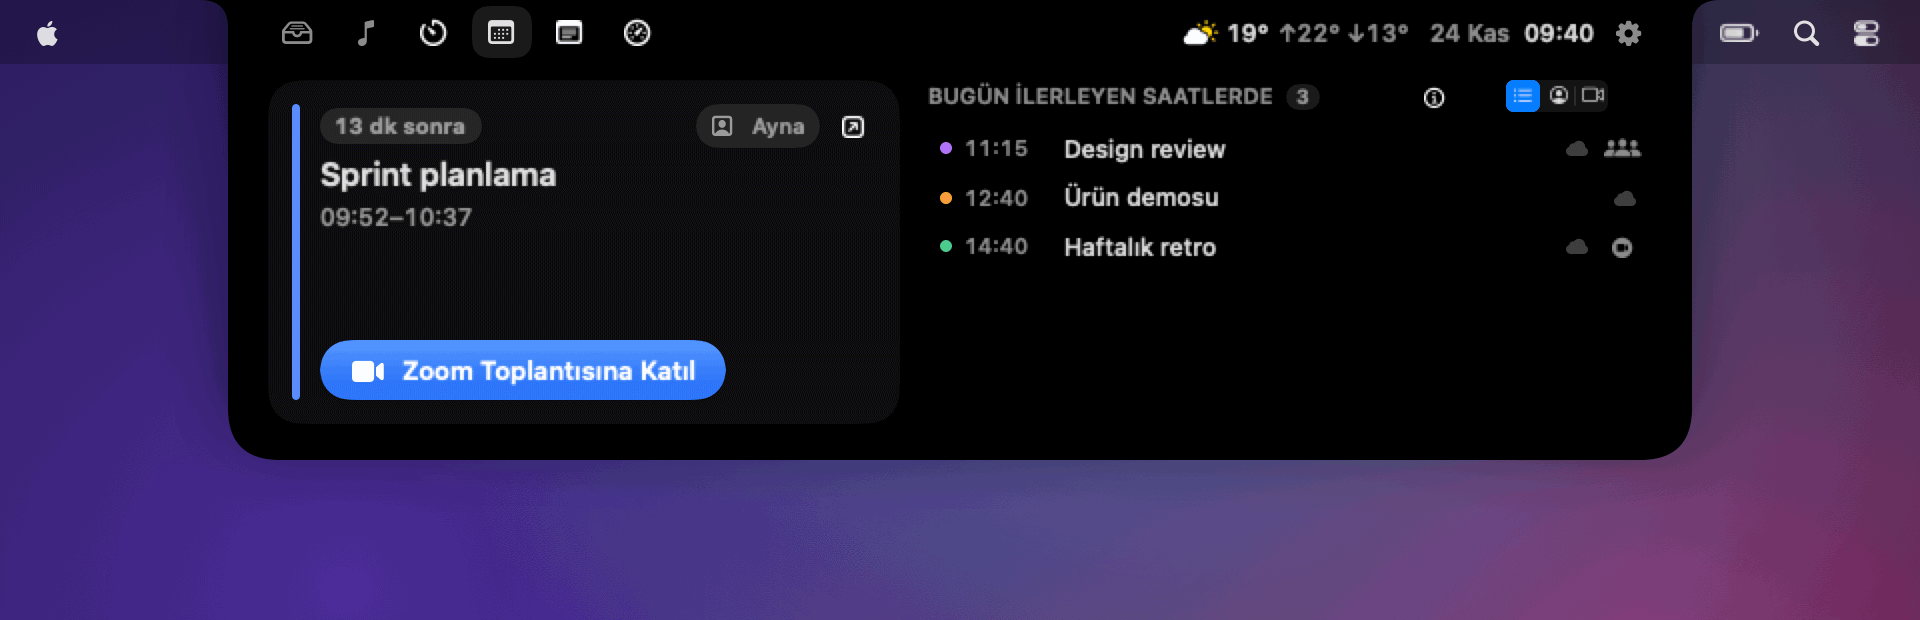 19° ↑22° ↓13° 24 Kas 09:40
13 dk sonra
Ayna
Sprint planlama
09:52–10:37
Zoom Toplantısına Katıl
BUGÜN İLERLEYEN SAATLERDE 3
11:15 Design review
12:40 Ürün demosu
14:40 Haftalık retro